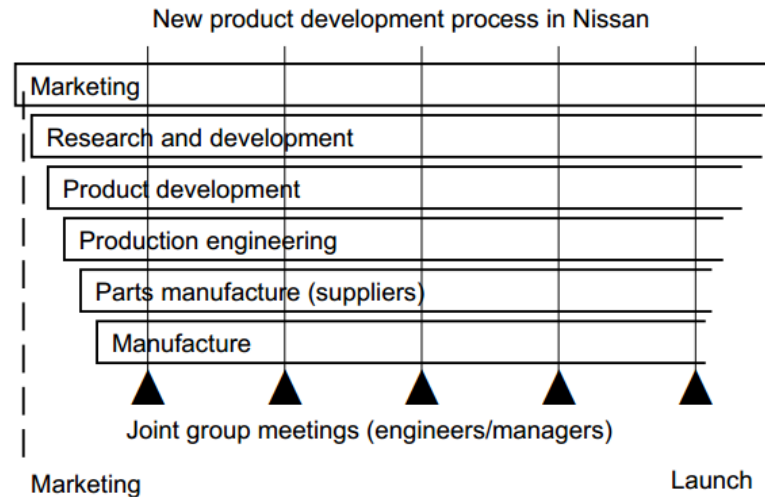 New product development process in Nissan
Marketing
Research and development
Product development
Production engineering
Parts manufacture (suppliers)
Manufacture
Joint group meetings (engineers/managers)
Marketing
Launch